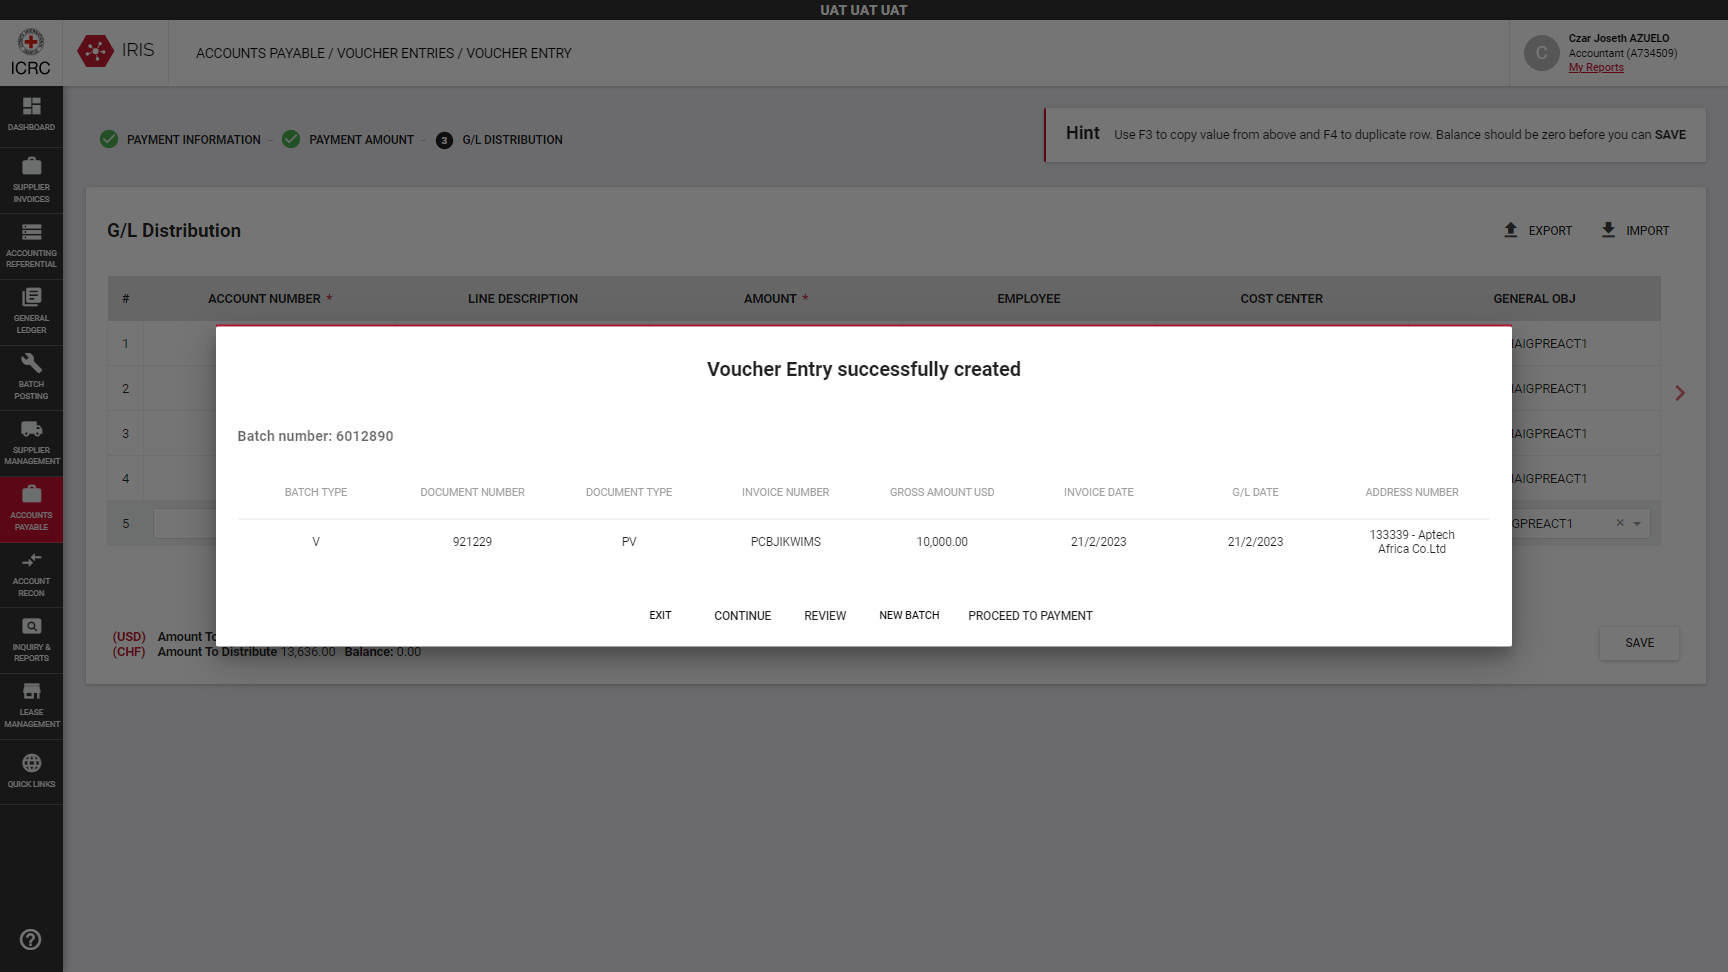 UAT UAT UAT
ICRC
IRIS
ACCOUNTS PAYABLE / VOUCHER ENTRIES / VOUCHER ENTRY
C
Czar Joseth AZUELO
Accountant (A734509)
My Reports
DASHBOARD
SUPPLIER
INVOICES
ACCOUNTING
REFERENTIAL
GENERAL
LEDGER
BATCH
POSTING
SUPPLIER
MANAGEMENT
ACCOUNTS
PAYABLE
ACCOUNT
RECON
INQUIRY &
REPORTS
LEASE
MANAGEMENT
QUICK LINKS
PAYMENT INFORMATION
PAYMENT AMOUNT
3 G/L DISTRIBUTION
Hint Use F3 to copy value from above and F4 to duplicate row. Balance should be zero before you can SAVE
G/L Distribution
EXPORT IMPORT
# ACCOUNT NUMBER * LINE DESCRIPTION AMOUNT * EMPLOYEE COST CENTER GENERAL OBJ
1 AIGPREACT1
2 AIGPREACT1
3 AIGPREACT1
4 AIGPREACT1
5 GPREACT1
Voucher Entry successfully created
Batch number: 6012890
BATCH TYPE DOCUMENT NUMBER DOCUMENT TYPE INVOICE NUMBER GROSS AMOUNT USD INVOICE DATE G/L DATE ADDRESS NUMBER
V 921229 PV PCBJIKWIMS 10,000.00 21/2/2023 21/2/2023 133339 - Aptech
Africa Co.Ltd
EXIT CONTINUE REVIEW NEW BATCH PROCEED TO PAYMENT
(USD) Amount To
(CHF) Amount To Distribute 13,636.00 Balance: 0.00
SAVE